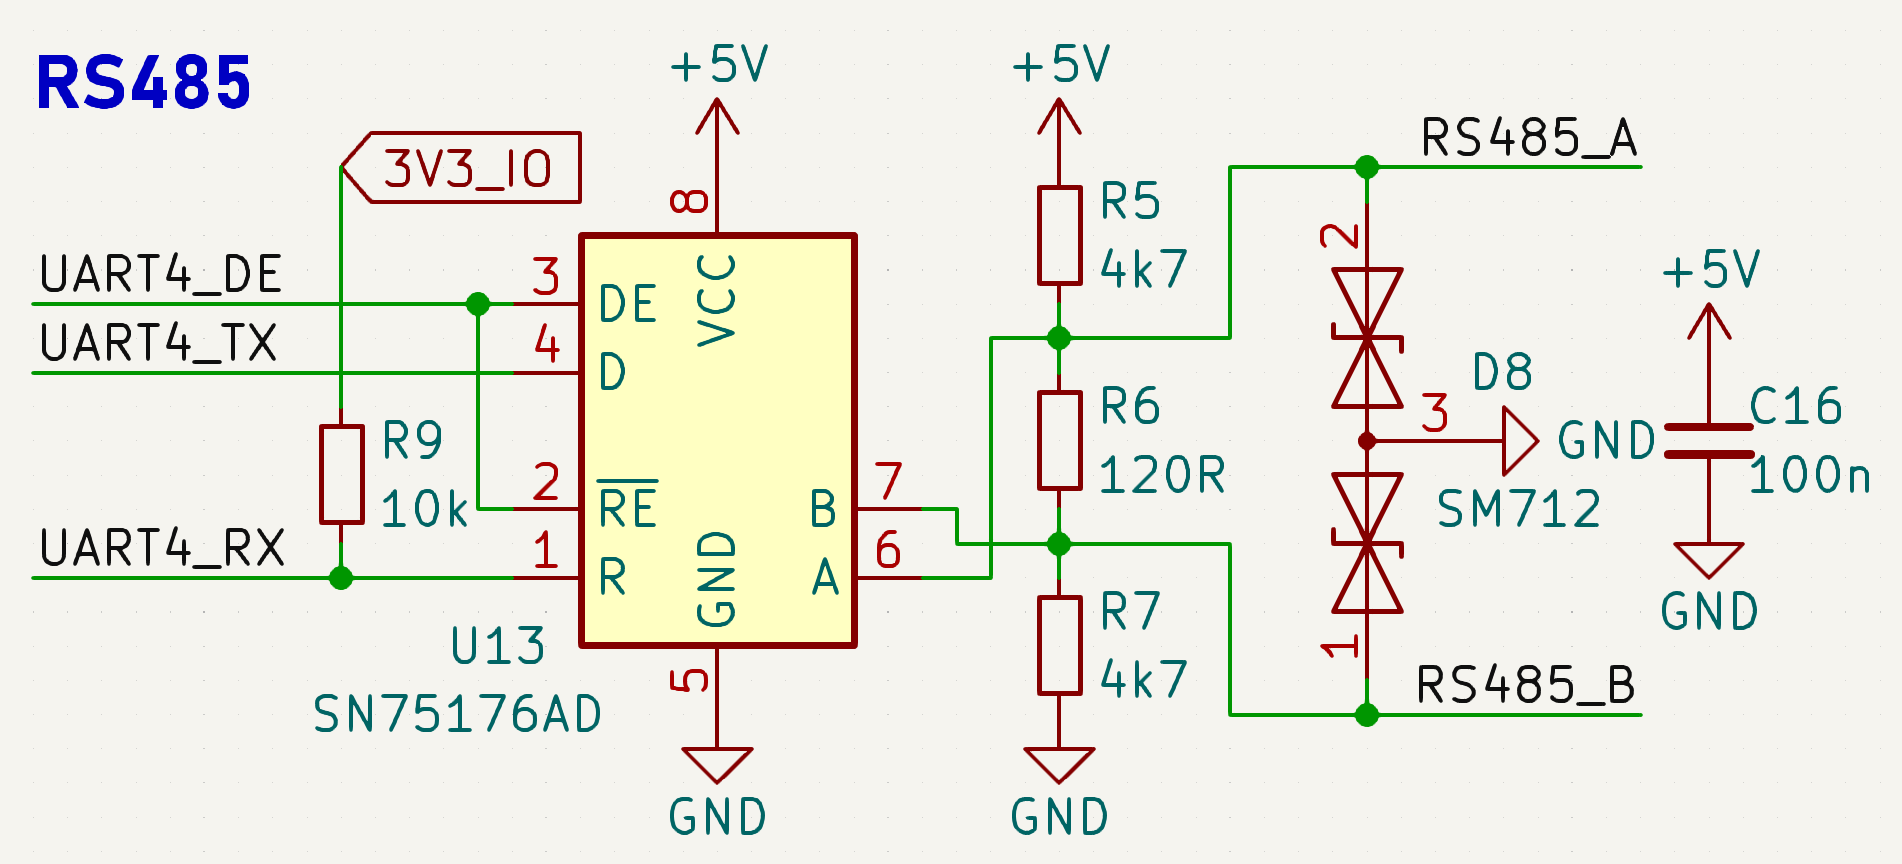 RS485
+5V
+5V
3V3_IO
RS485_A
8
R5
2
4k7
+5V
UART4_DE
3
DE
VCC
UART4_TX
4
D
D8
C16
R9
R6
3
GND
10k
2
RE
7
B
120R
SM712
100n
UART4_RX
1
R
GND
6
A
R7
GND
U13
1
5
4k7
RS485_B
SN75176AD
GND
GND